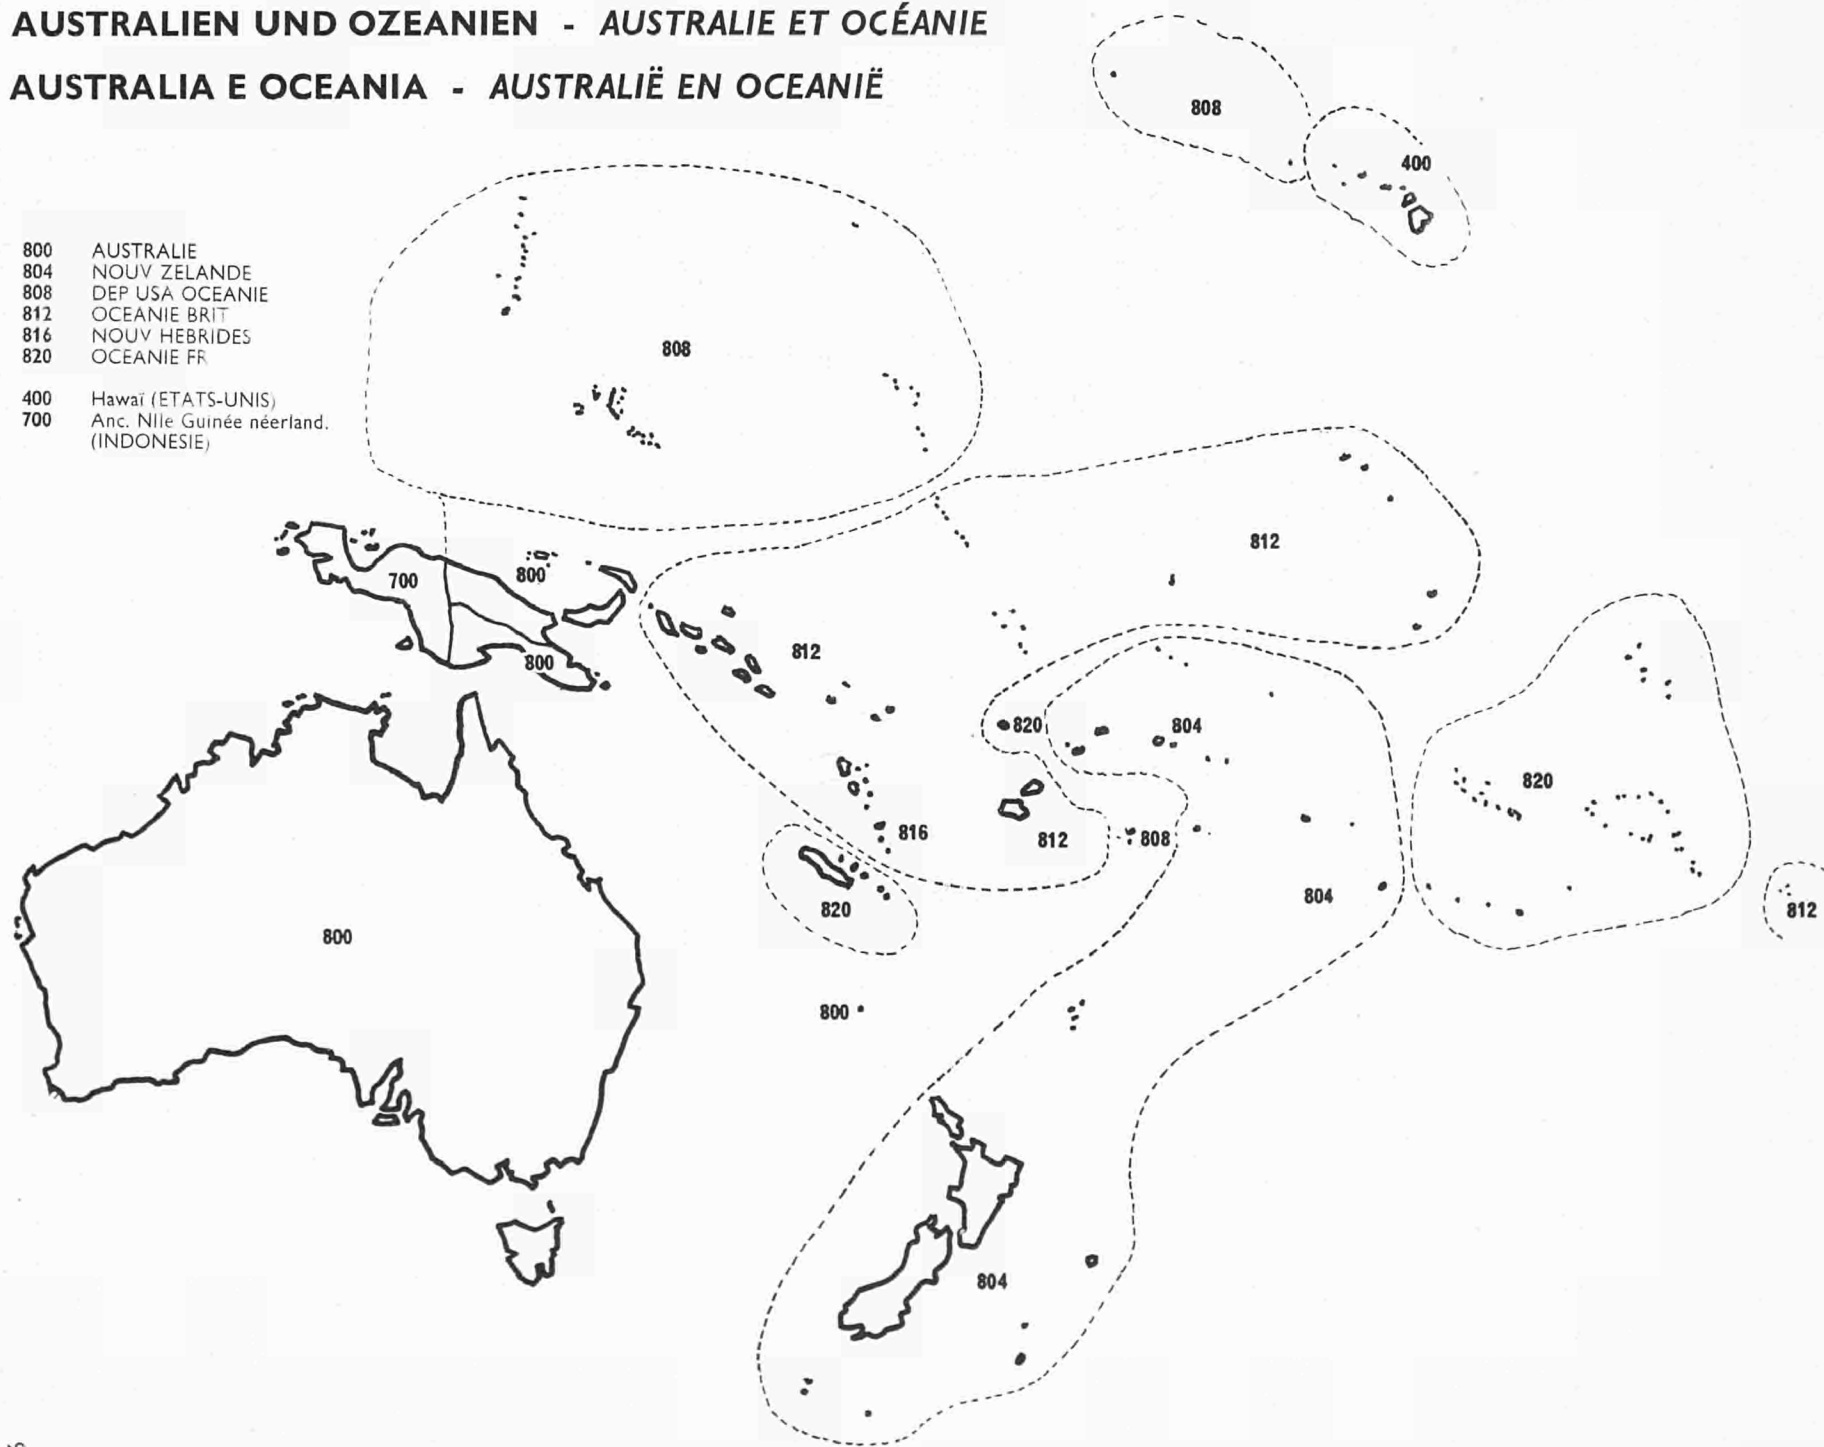 AUSTRALIEN UND OZEANIEN - AUSTRALIE ET OCÉANIE
AUSTRALIA E OCEANIA - AUSTRALIË EN OCEANIË
800 AUSTRALIE
804 NOUV ZELANDE
808 DEP USA OCEANIE
812 OCEANIE BRIT
816 NOUV HEBRIDES
820 OCEANIE FR
400 Hawaï (ETATS-UNIS)
700 Anc. Nlle Guinée néerland.
(INDONESIE)
808
400
808
812
700
800
800
812
820
804
820
816
812
808
804
820
812
800
800
804